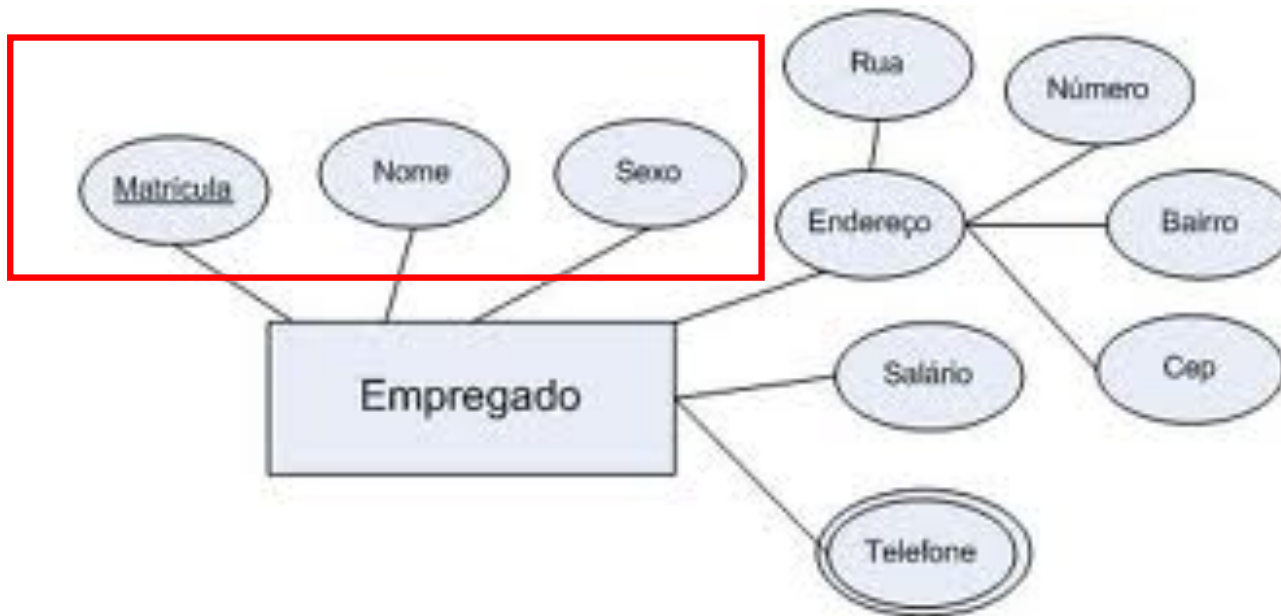 Rua
Número
Matrícula
Nome
Sexo
Endereço
Bairro
Empregado
Salário
Cep
Telefone